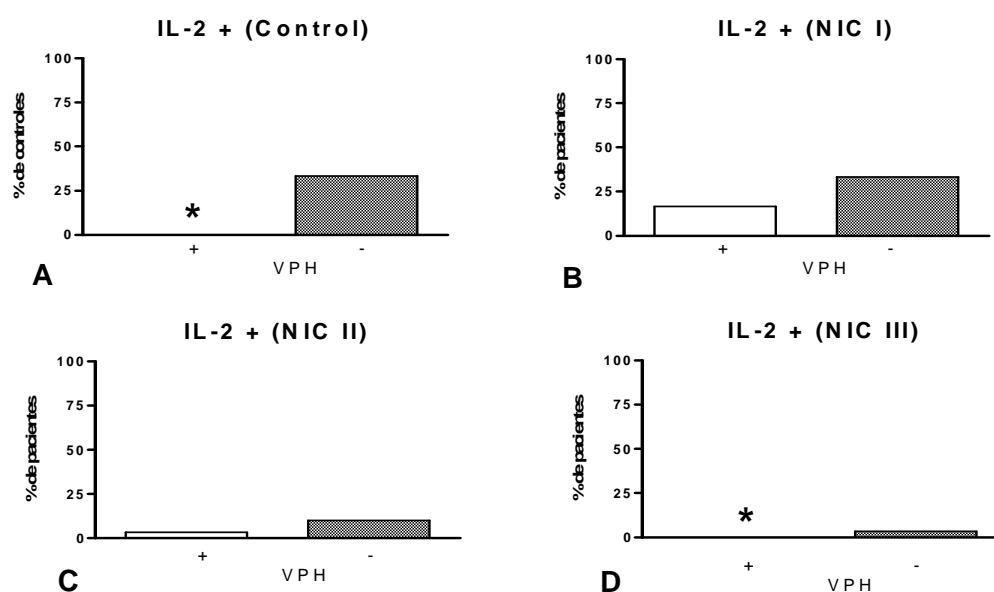 IL-2 + (Control)
% de controles
100
75
50
25
0
*
+
-
VPH
A
IL-2 + (NIC I)
% de pacientes
100
75
50
25
0
+
-
VPH
B
IL-2 + (NIC II)
% de pacientes
100
75
50
25
0
+
-
VPH
C
IL-2 + (NIC III)
% de pacientes
100
75
50
25
0
*
+
-
VPH
D